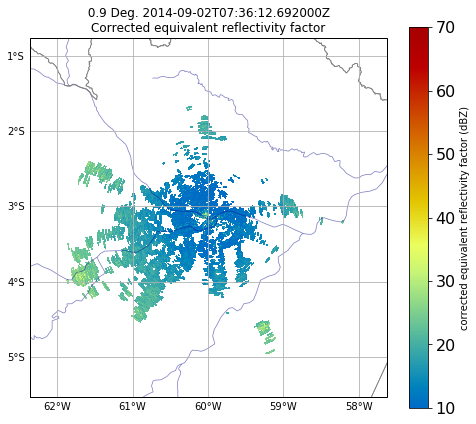 0.9 Deg. 2014-09-02T07:36:12.692000Z
Corrected equivalent reflectivity factor
1°S
2°S
3°S
4°S
5°S
62°W 61°W 60°W 59°W 58°W
70
60
50
40
30
20
10
corrected equivalent reflectivity factor (dBZ)